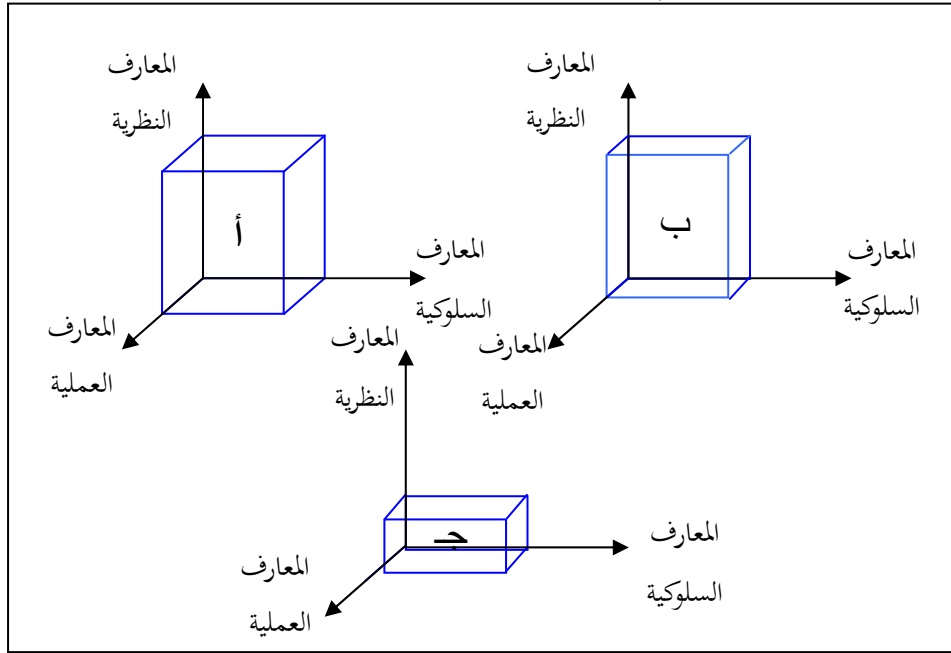 المعارف
النظرية
أ
المعارف
السلوكية
المعارف
العملية
المعارف
النظرية
ب
المعارف
السلوكية
المعارف
العملية
المعارف
النظرية
جـ
المعارف
السلوكية
المعارف
العملية